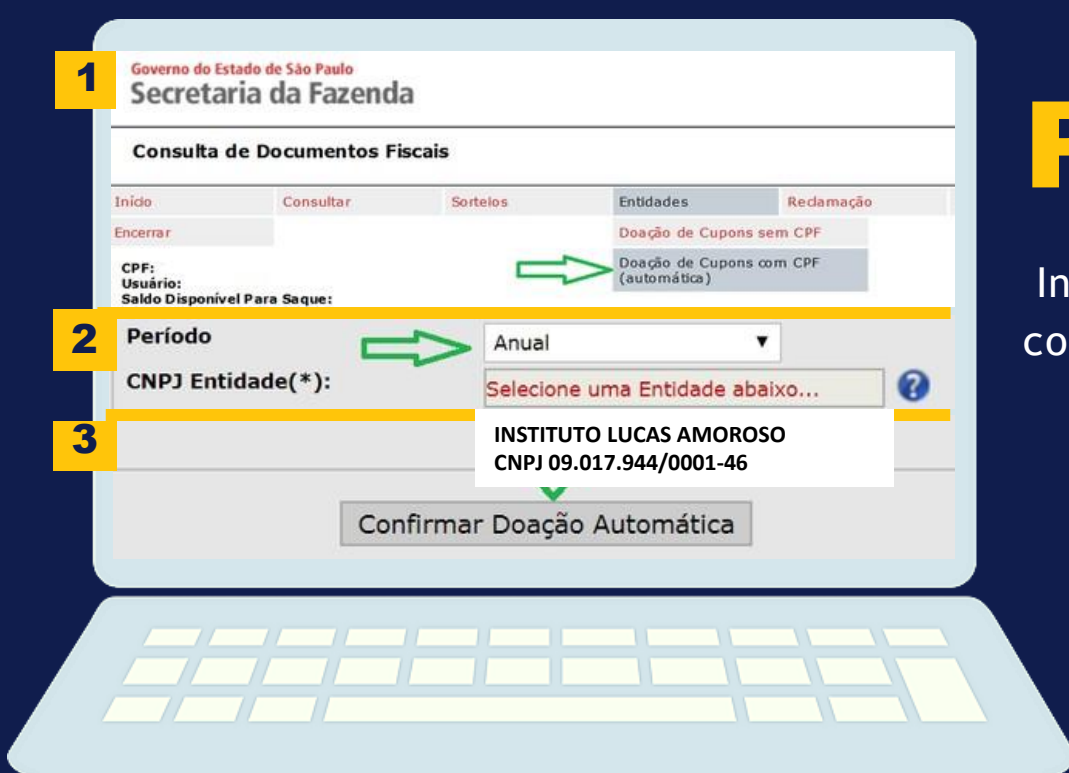 1
Governo do Estado de São Paulo
Secretaria da Fazenda
Consulta de Documentos Fiscais
Início Consultar Sorteios Entidades Reclamação
Encerrar Doação de Cupons sem CPF
Doação de Cupons com CPF
(automática)
CPF:
Usuário:
Saldo Disponível Para Saque:
2
Período Anual
CNPJ Entidade(*): Selecione uma Entidade abaixo... ?
3
INSTITUTO LUCAS AMOROSO
CNPJ 09.017.944/0001-46
Confirmar Doação Automática
In
co